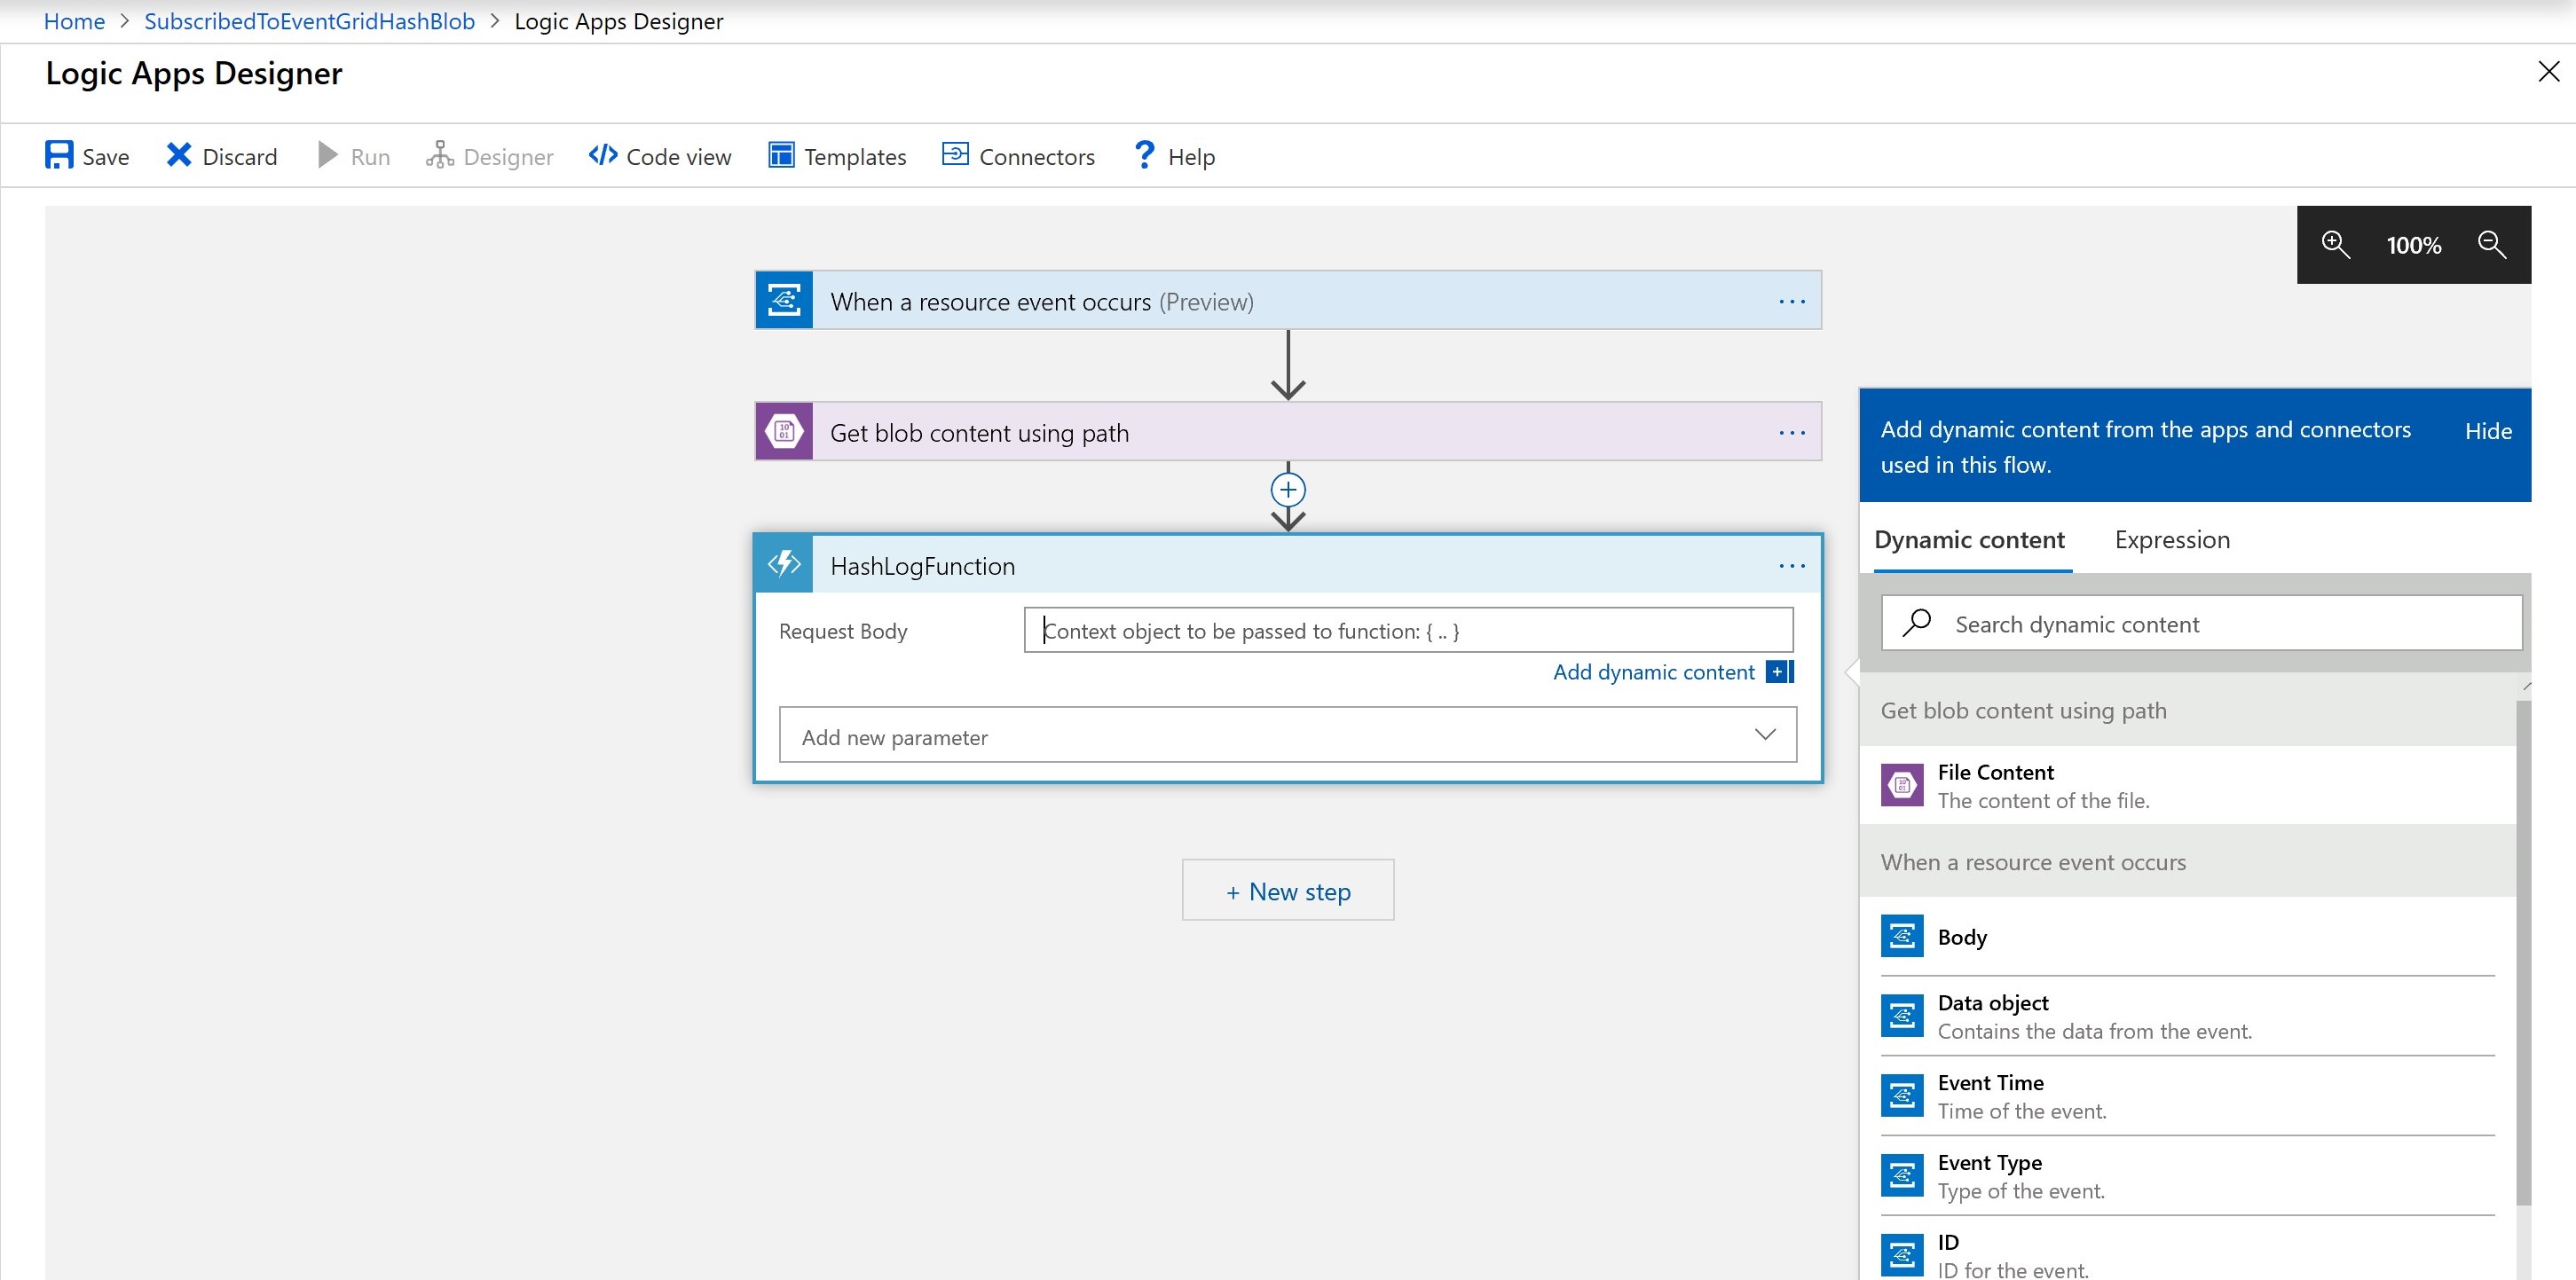 Home > SubscribedToEventGridHashBlob > Logic Apps Designer
Logic Apps Designer
Save Discard Run Designer Code view Templates Connectors Help
100%
When a resource event occurs (Preview)
Get blob content using path
HashLogFunction
Request Body
Context object to be passed to function: { .. }
Add dynamic content
Add new parameter
+ New step
Add dynamic content from the apps and connectors
used in this flow.
Hide
Dynamic content Expression
Search dynamic content
Get blob content using path
File Content
The content of the file.
When a resource event occurs
Body
Data object
Contains the data from the event.
Event Time
Time of the event.
Event Type
Type of the event.
ID
ID for the event.